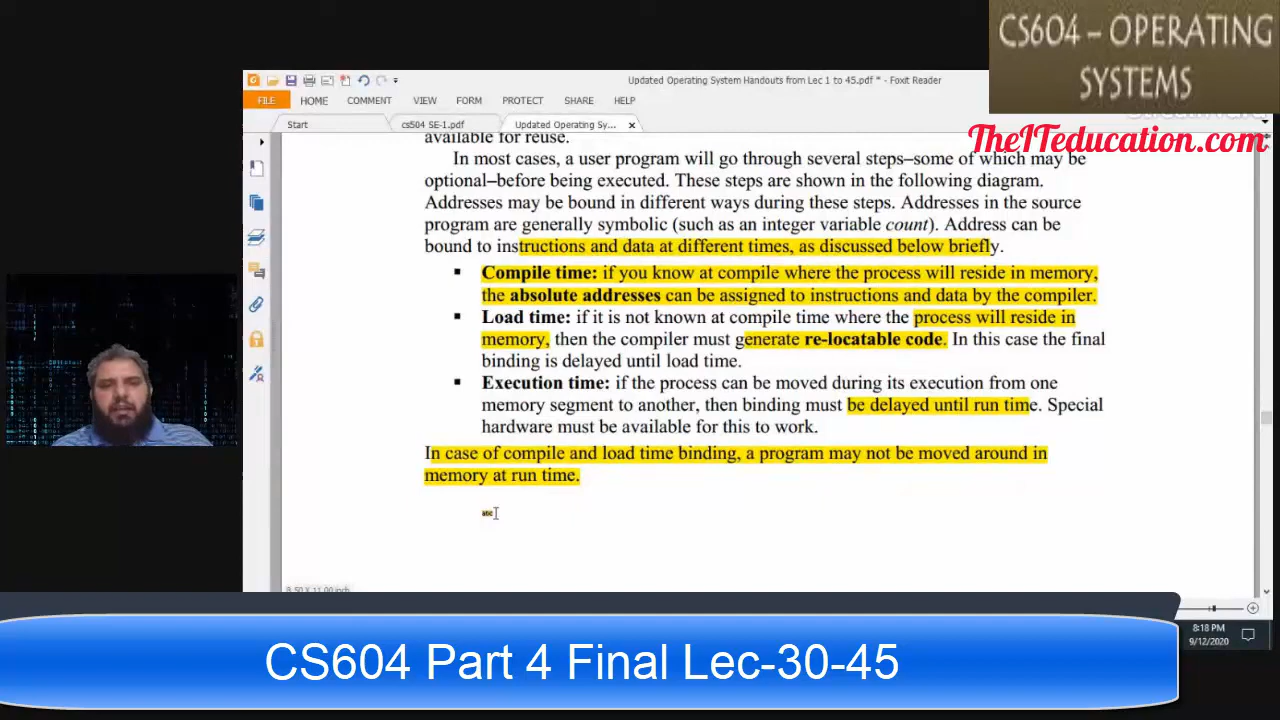 CS604 – OPERATING
SYSTEMS
TheITeducation.com
Updated Operating System Handouts from Lec 1 to 45.pdf * - Foxit Reader
FILE HOME COMMENT VIEW FORM PROTECT SHARE HELP
Start cs504 SE-1.pdf Updated Operating Sy...
available for reuse.
In most cases, a user program will go through several steps–some of which may be
optional–before being executed. These steps are shown in the following diagram.
Addresses may be bound in different ways during these steps. Addresses in the source
program are generally symbolic (such as an integer variable count). Address can be
bound to instructions and data at different times, as discussed below briefly.
▪ Compile time: if you know at compile where the process will reside in memory,
the absolute addresses can be assigned to instructions and data by the compiler.
▪ Load time: if it is not known at compile time where the process will reside in
memory, then the compiler must generate re-locatable code. In this case the final
binding is delayed until load time.
▪ Execution time: if the process can be moved during its execution from one
memory segment to another, then binding must be delayed until run time. Special
hardware must be available for this to work.
In case of compile and load time binding, a program may not be moved around in
memory at run time.
8.50 x 11.00 inch
8:18 PM
9/12/2020
CS604 Part 4 Final Lec-30-45